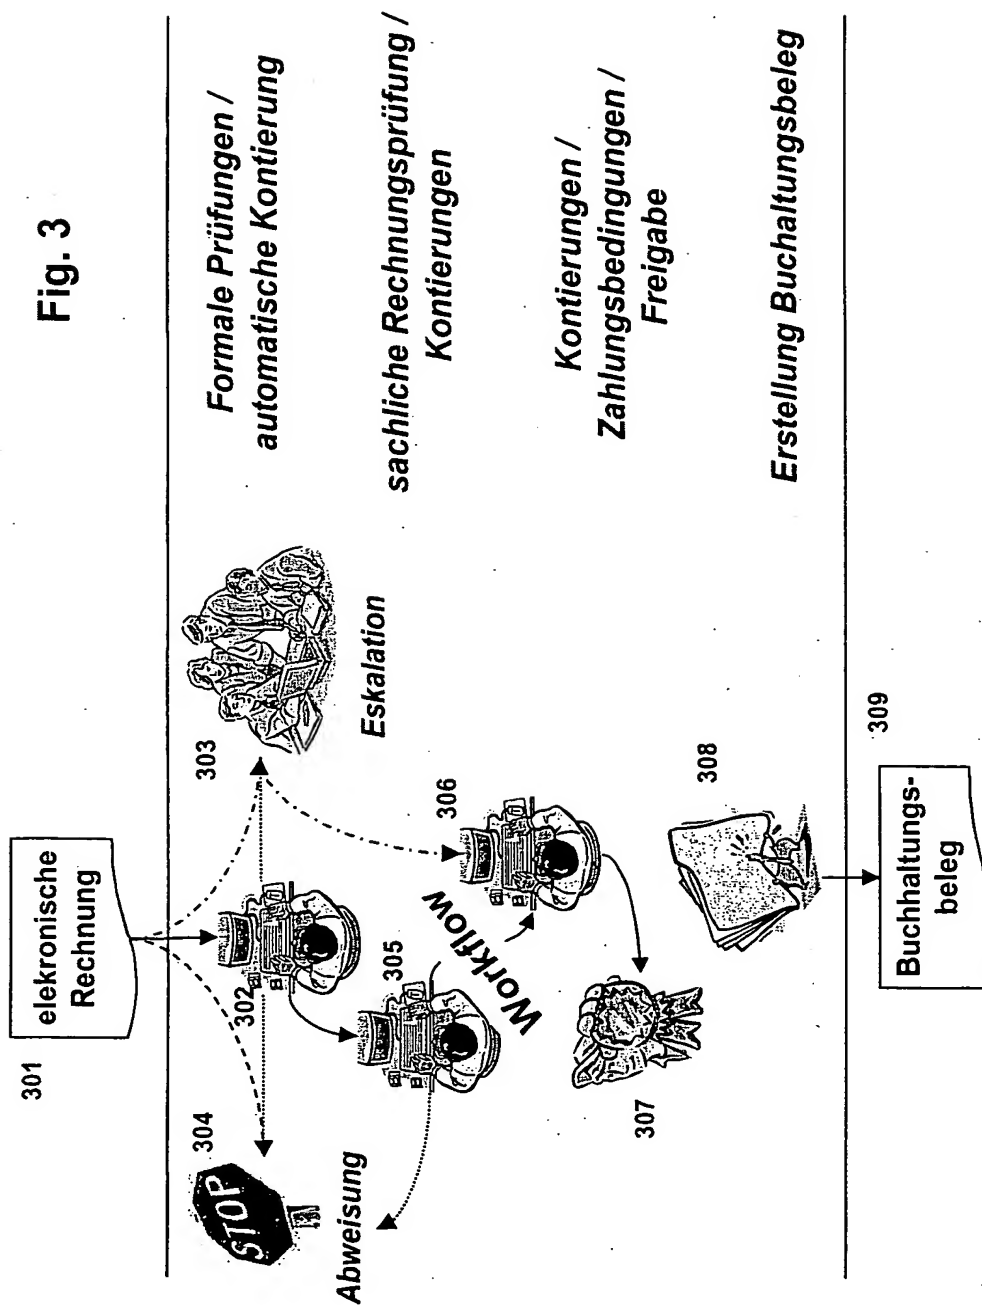 Fig. 3
301
elekronische
Rechnung
Formale Prüfungen /
automatische Kontierung
302
303
304
STOP
Eskalation
Abweisung
sachliche Rechnungsprüfung /
Kontierungen
305
306
Workflow
Kontierungen /
Zahlungsbedingungen /
Freigabe
307
308
Erstellung Buchaltungsbeleg
309
Buchhaltungs-
beleg